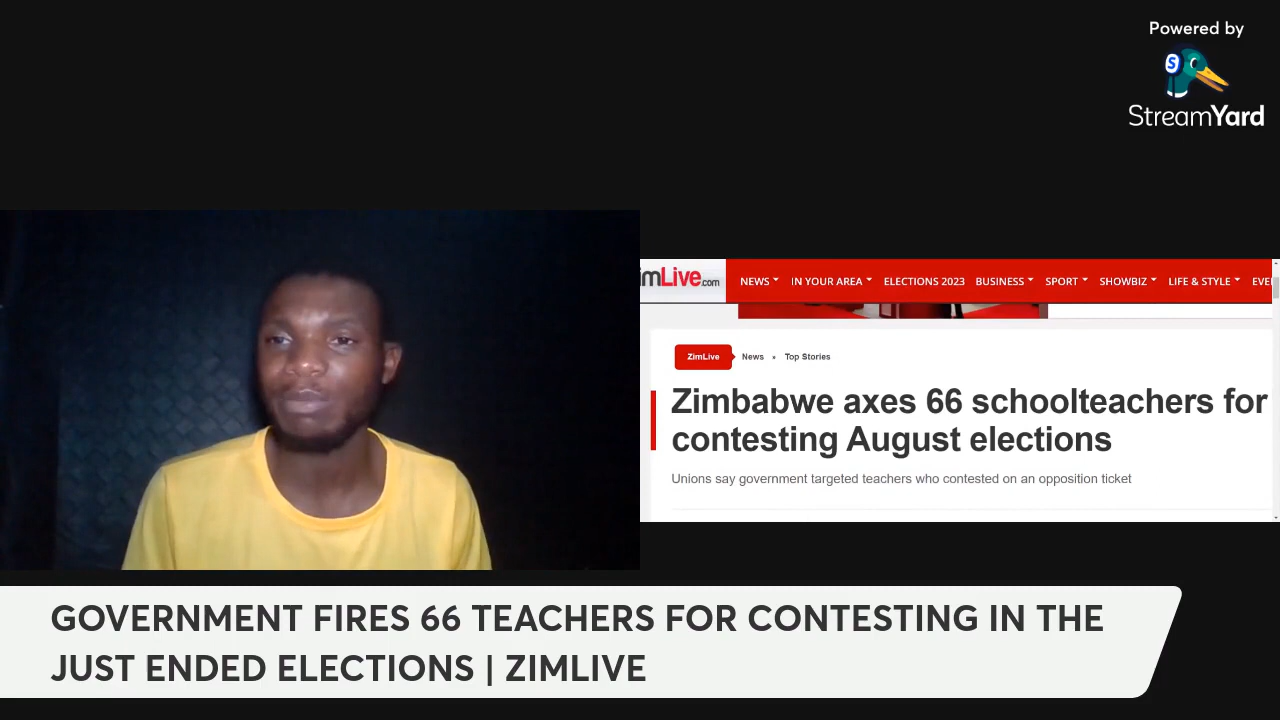 Powered by
S
StreamYard
imLive.com
NEWS IN YOUR AREA ELECTIONS 2023 BUSINESS SPORT SHOWBIZ LIFE & STYLE EVE
ZimLive News Top Stories
Zimbabwe axes 66 schoolteachers for
contesting August elections
Unions say government targeted teachers who contested on an opposition ticket
GOVERNMENT FIRES 66 TEACHERS FOR CONTESTING IN THE
JUST ENDED ELECTIONS | ZIMLIVE